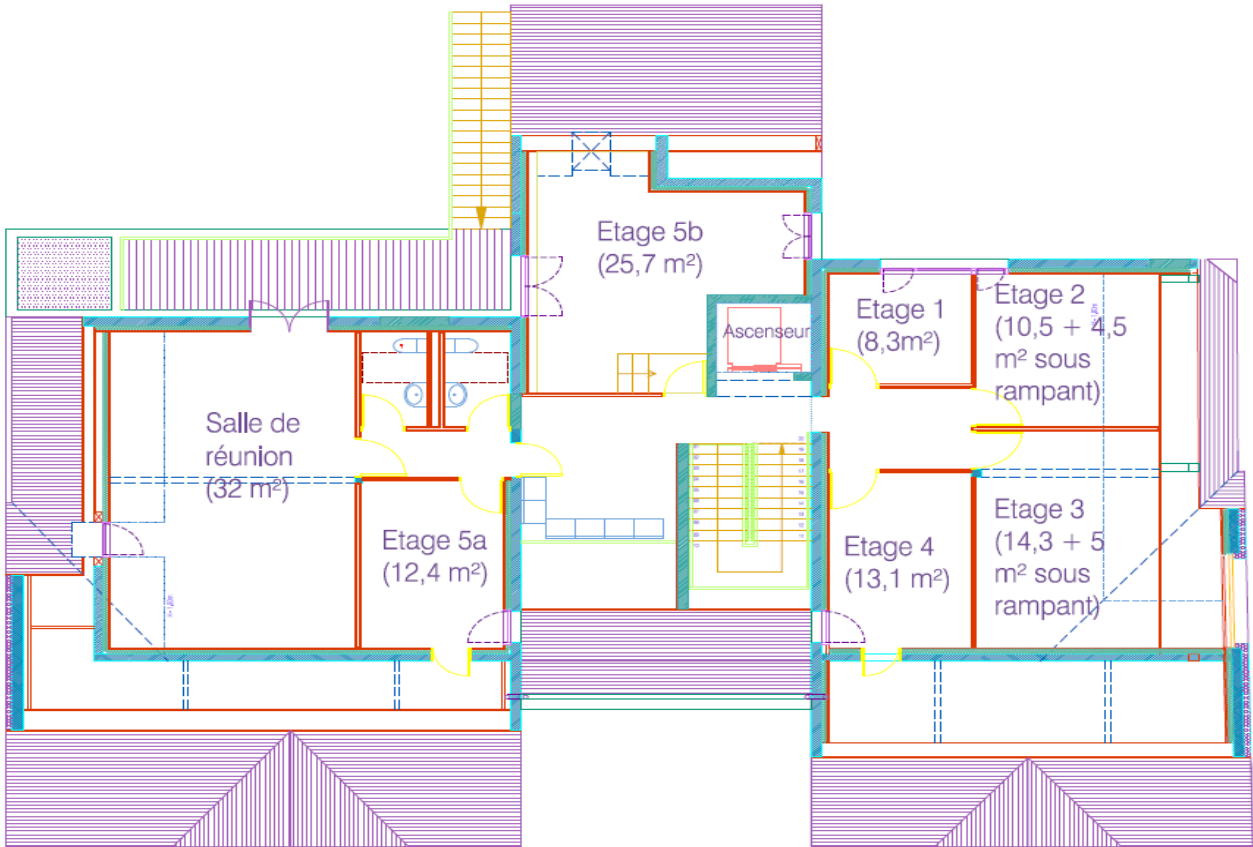 Etage 5b
(25,7 m²)
Ascenseur
Etage 1
(8,3m²)
Etage 2
(10,5 + 4,5
m² sous
rampant)
Salle de
réunion
(32 m²)
Etage 5a
(12,4 m²)
Etage 4
(13,1 m²)
Etage 3
(14,3 + 5
m² sous
rampant)